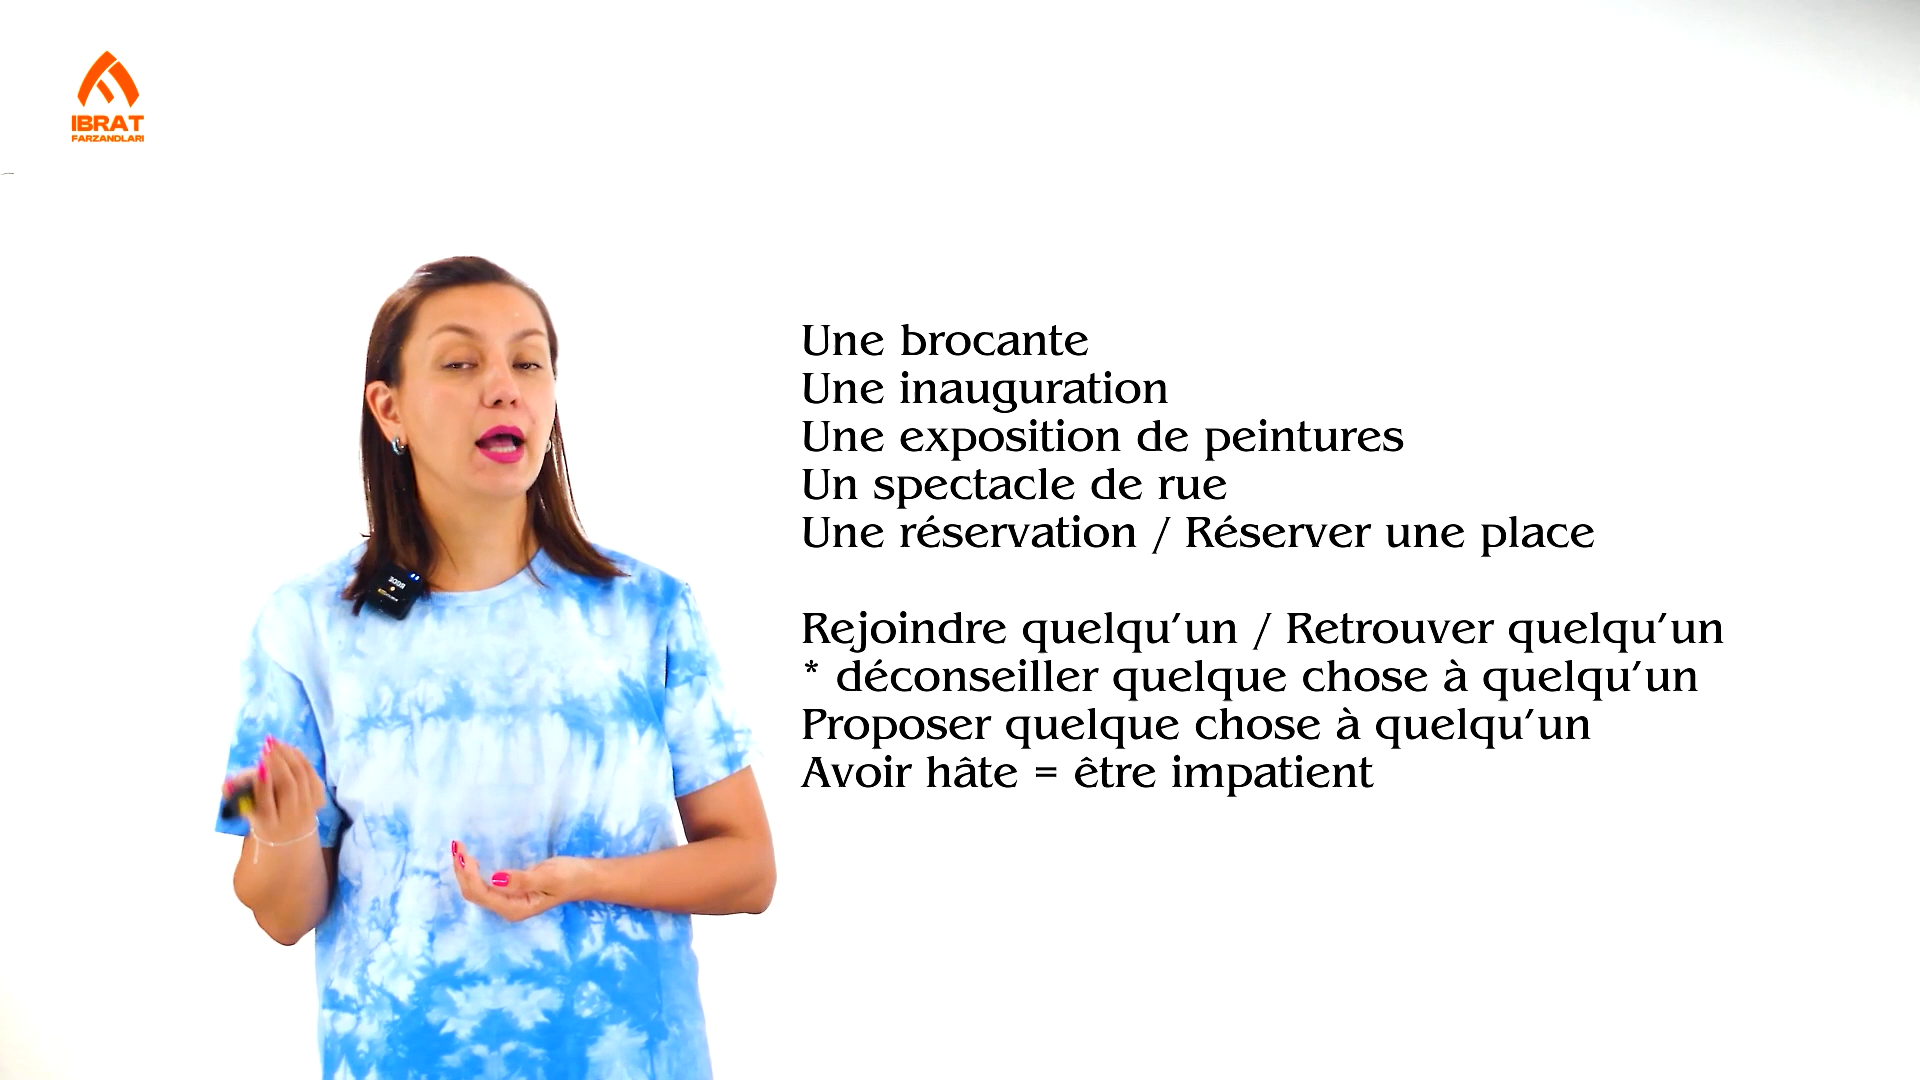 IBRAT
FARZANDLARI
Une brocante
Une inauguration
Une exposition de peintures
Un spectacle de rue
Une réservation / Réserver une place
Rejoindre quelqu’un / Retrouver quelqu’un
* déconseiller quelque chose à quelqu’un
Proposer quelque chose à quelqu’un
Avoir hâte = être impatient